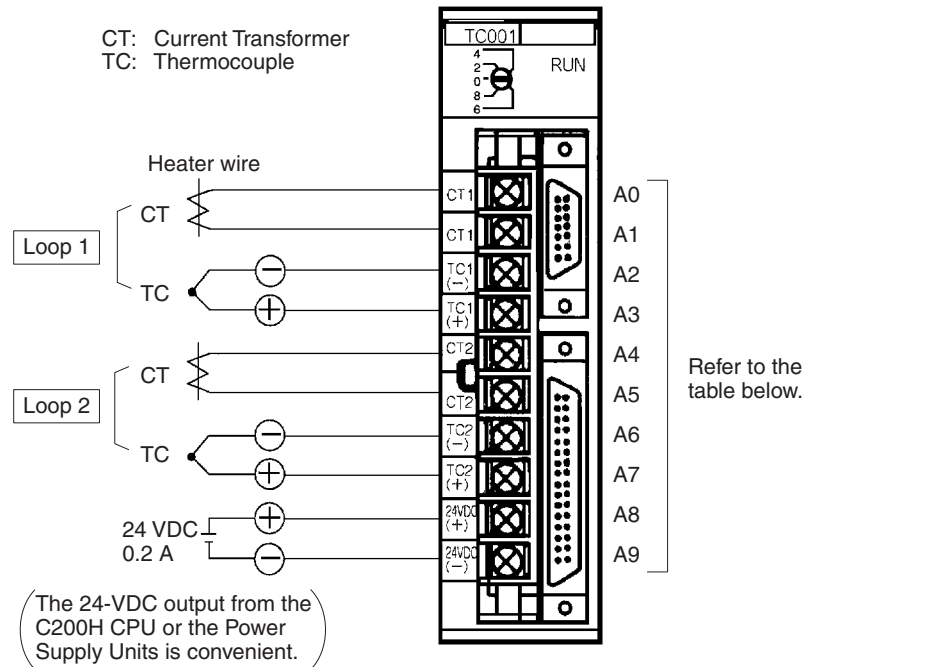 CT: Current Transformer
TC: Thermocouple
TC001
4
2
0
8
6
RUN
Heater wire
CT
Loop 1
TC
CT1
CT1
TC1
(−)
TC1
(+)
−
+
A0
A1
A2
A3
CT
Loop 2
TC
CT2
CT2
TC2
(−)
TC2
(+)
−
+
A4
A5
A6
A7
Refer to the
table below.
24 VDC
0.2 A
+
−
24VDC
(+)
24VDC
(−)
A8
A9
The 24-VDC output from the
C200H CPU or the Power
Supply Units is convenient.